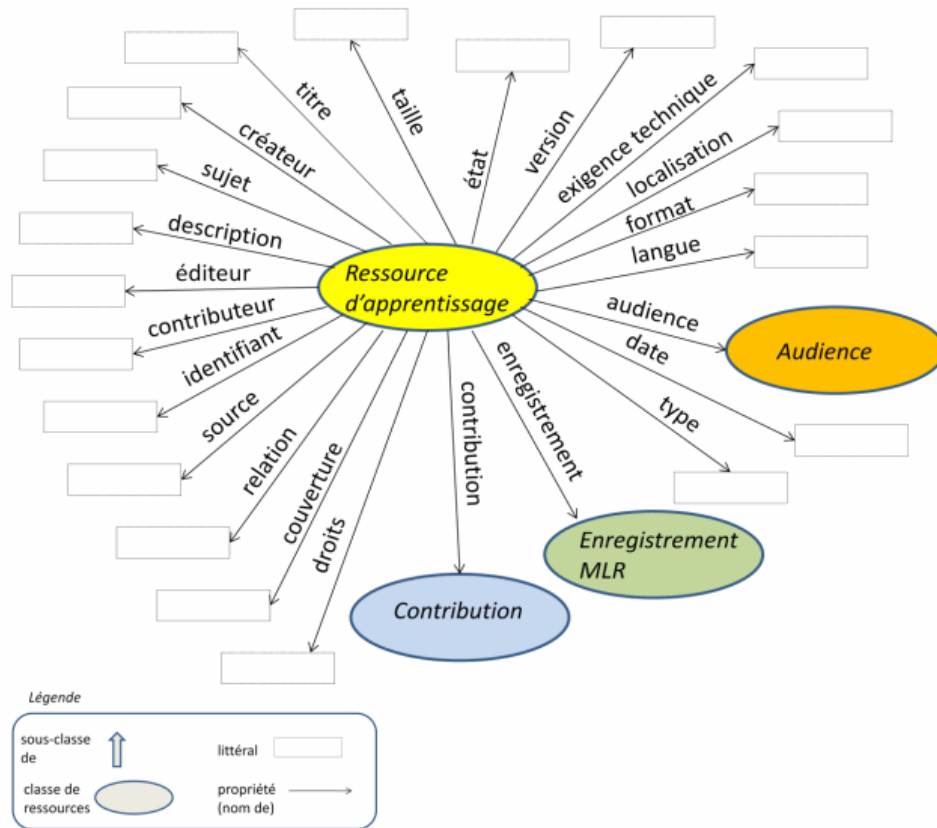 titre
taille
état
version
exigence technique
localisation
format
langue
créateur
sujet
description
éditeur
contributeur
identifiant
source
relation
couverture
droits
contribution
enregistrement
type
date
audience
Ressource
d'apprentissage
Audience
Enregistrement
MLR
Contribution
Légende
sous-classe
de
littéral
classe de
ressources
propriété
(nom de)